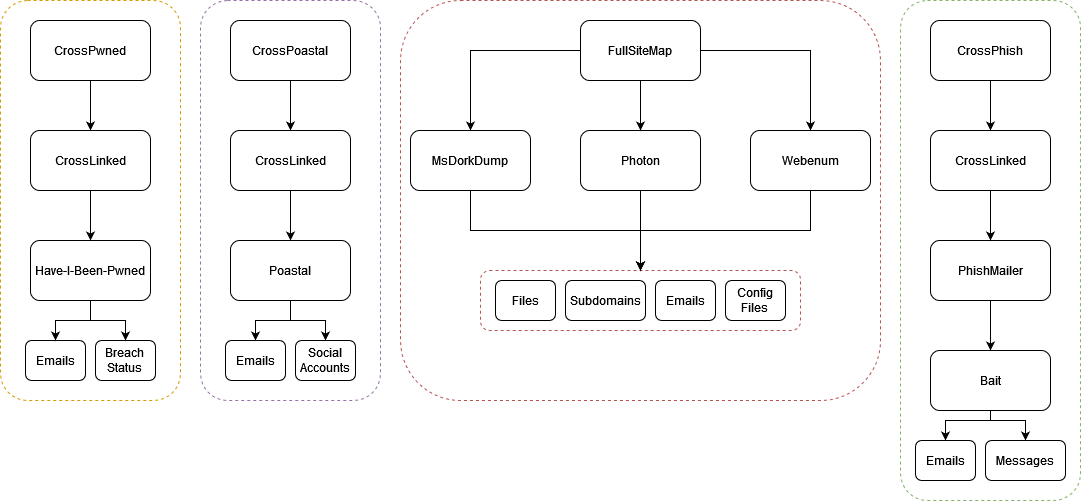 CrossPwned
CrossLinked
Have-I-Been-Pwned
Emails
Breach
Status
CrossPoastal
CrossLinked
Poastal
Emails
Social
Accounts
FullSiteMap
MsDorkDump
Photon
Webenum
Files
Subdomains
Emails
Config
Files
CrossPhish
CrossLinked
PhishMailer
Bait
Emails
Messages